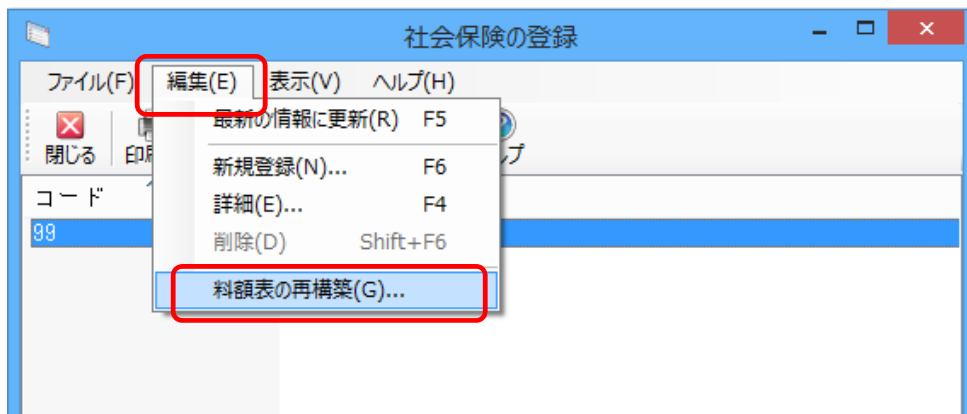 社会保険の登録
ファイル(F) 編集(E) 表示(V) ヘルプ(H)
最新の情報に更新(R) F5
閉じる
新規登録(N)... F6
コード
詳細(E)... F4
99
削除(D) Shift+F6
料額表の再構築(G)...